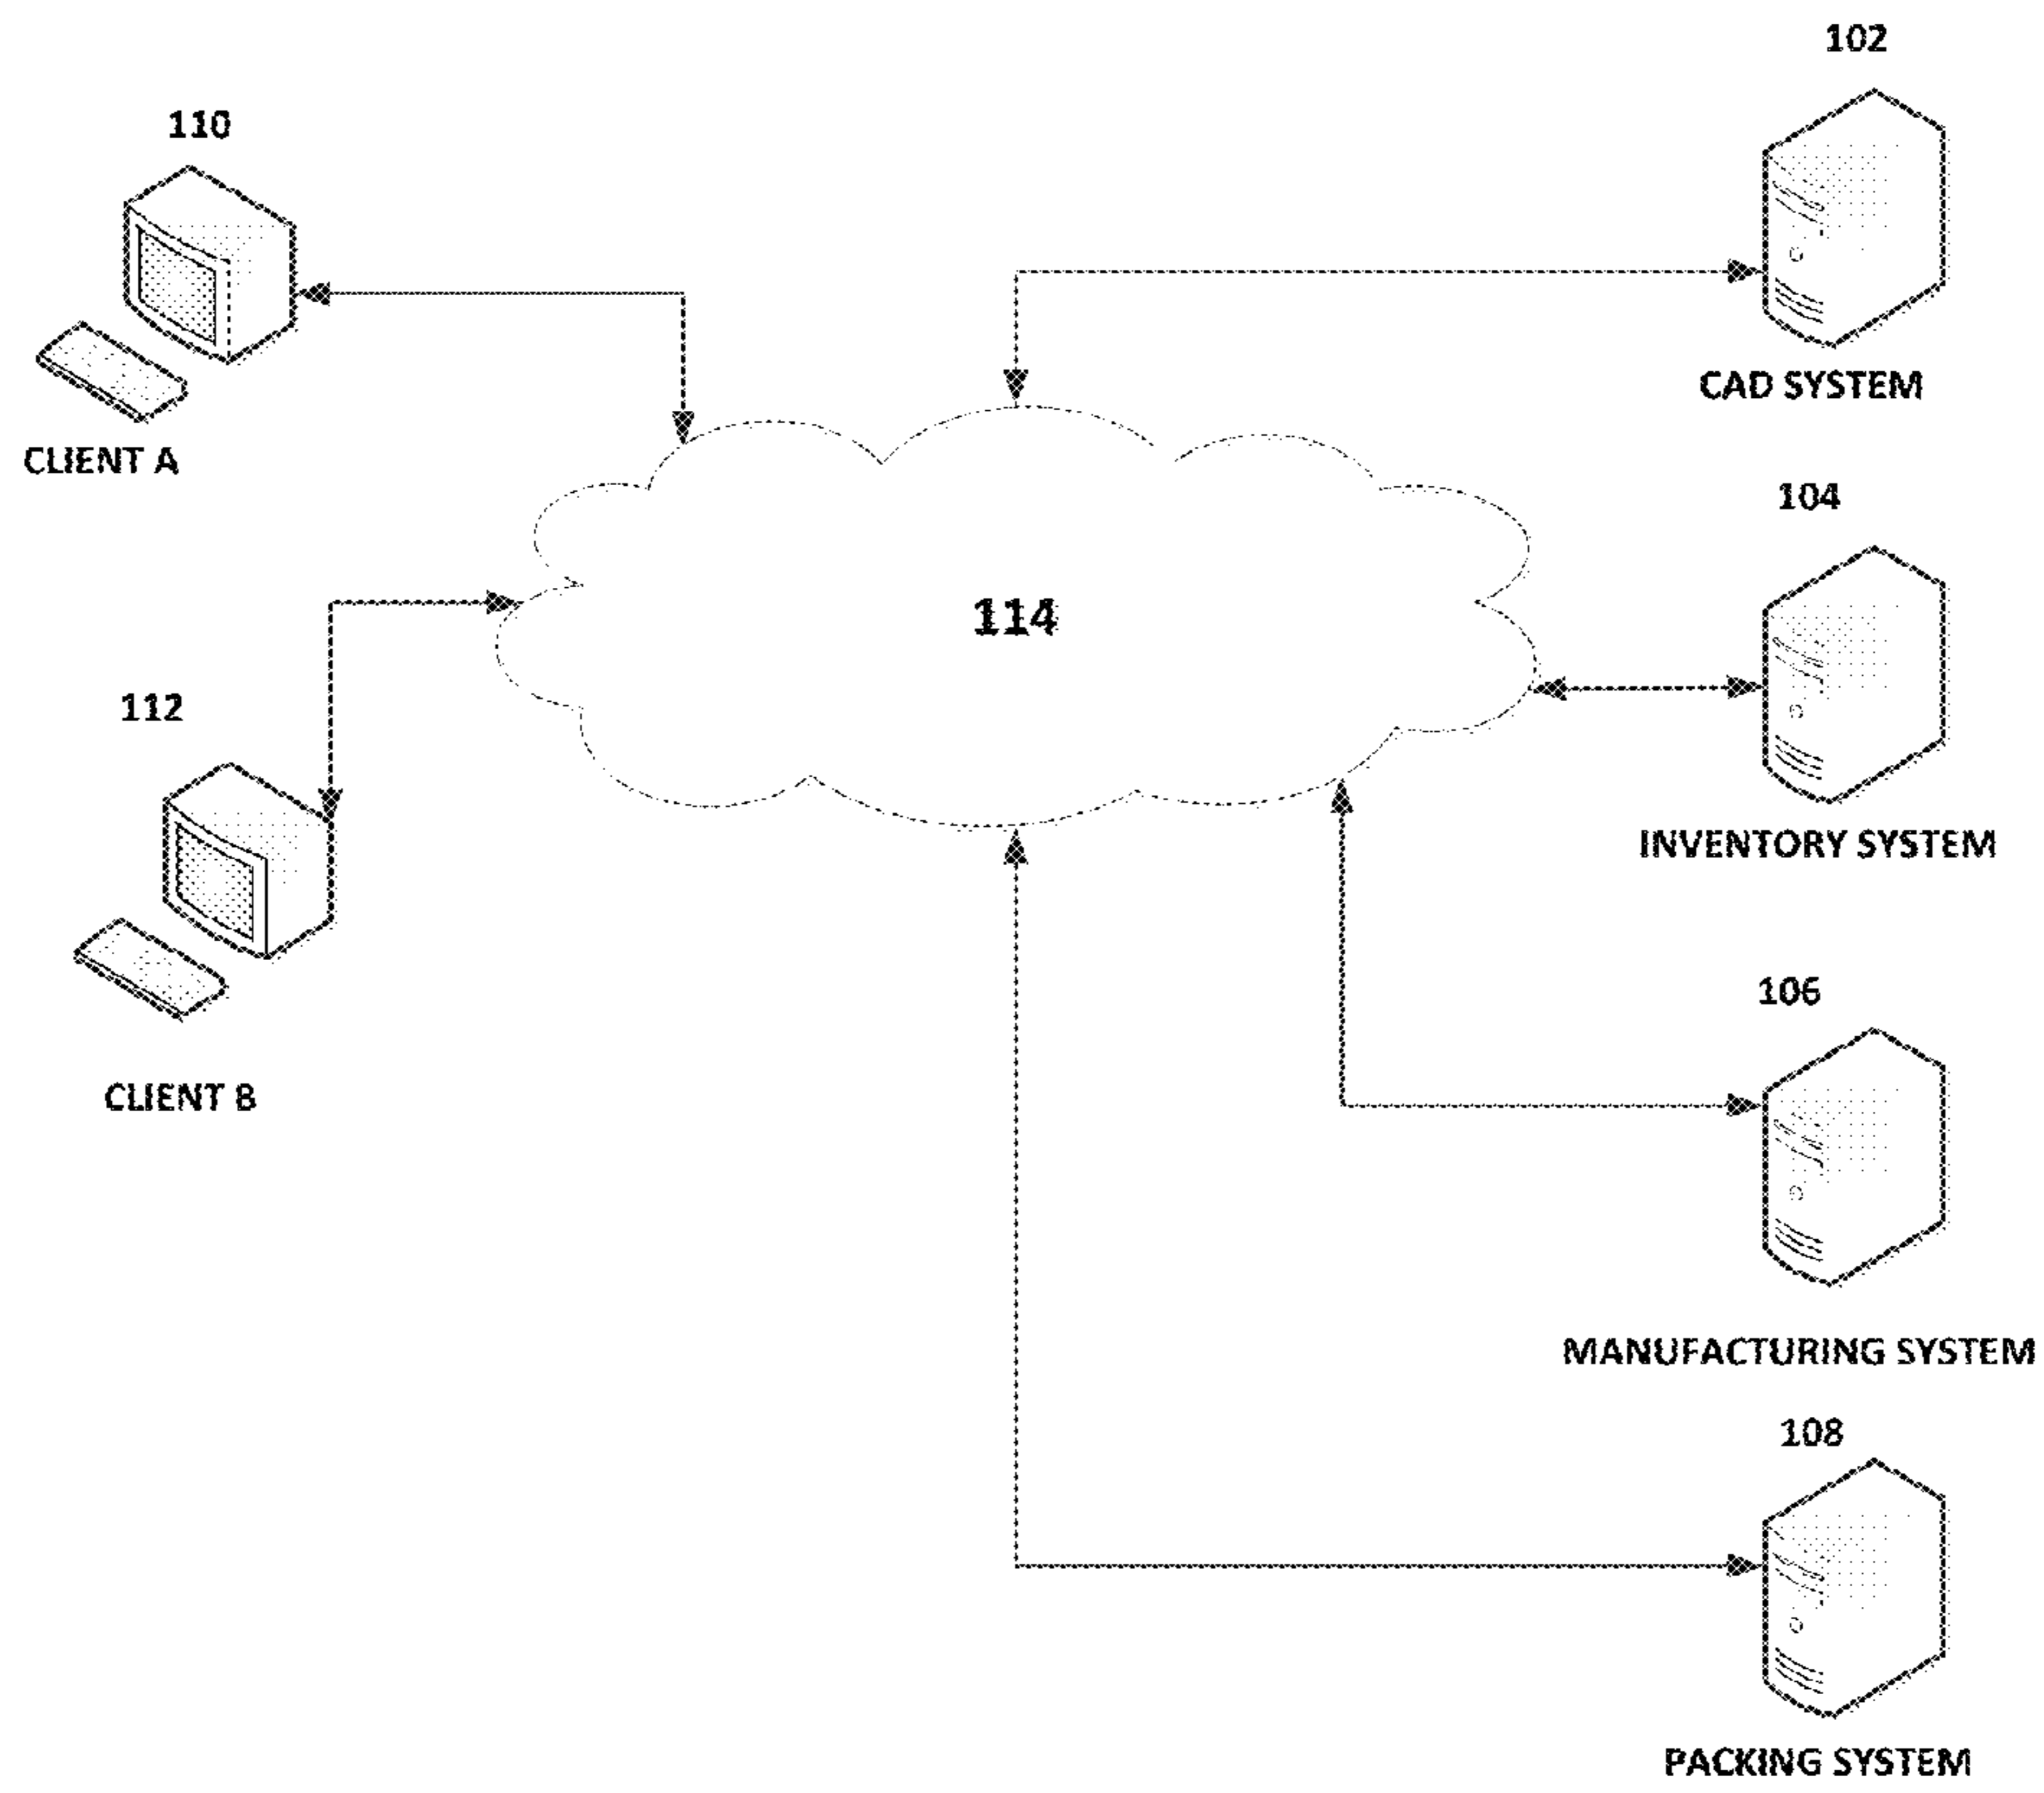 102
110
CAD SYSTEM
CLIENT A
104
114
112
INVENTORY SYSTEM
106
CLIENT B
MANUFACTURING SYSTEM
108
PACKING SYSTEM